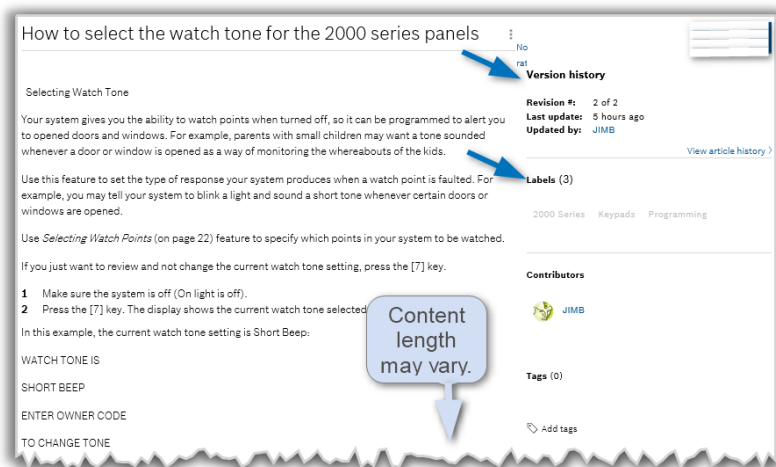 How to select the watch tone for the 2000 series panels
No
rat
Selecting Watch Tone
Your system gives you the ability to watch points when turned off, so it can be programmed to alert you
to opened doors and windows. For example, parents with small children may want a tone sounded
whenever a door or window is opened as a way of monitoring the whereabouts of the kids.
Use this feature to set the type of response your system produces when a watch point is faulted. For
example, you may tell your system to blink a light and sound a short tone whenever certain doors or
windows are opened.
Use Selecting Watch Points (on page 22) feature to specify which points in your system to be watched.
If you just want to review and not change the current watch tone setting, press the [7] key.
1 Make sure the system is off (On light is off).
2 Press the [7] key. The display shows the current watch tone selected
In this example, the current watch tone setting is Short Beep:
WATCH TONE IS
SHORT BEEP
ENTER OWNER CODE
TO CHANGE TONE
Content
length
may vary.
Version history
Revision #: 2 of 2
Last update: 5 hours ago
Updated by: JIMB
View article history
Labels (3)
2000 Series Keypads Programming
Contributors
JIMB
Tags (0)
Add tags